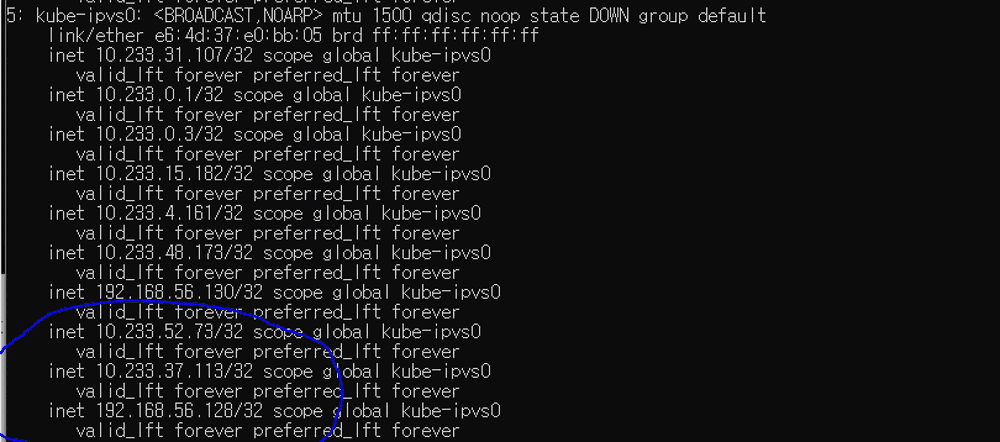 5: kube-ipvs0: <BROADCAST,NOARP> mtu 1500 qdisc noop state DOWN group default
link/ether e6:4d:37:e0:bb:05 brd ff:ff:ff:ff:ff:ff
inet 10.233.31.107/32 scope global kube-ipvs0
valid_lft forever preferred_lft forever
inet 10.233.0.1/32 scope global kube-ipvs0
valid_lft forever preferred_lft forever
inet 10.233.0.3/32 scope global kube-ipvs0
valid_lft forever preferred_lft forever
inet 10.233.15.182/32 scope global kube-ipvs0
valid_lft forever preferred_lft forever
inet 10.233.4.161/32 scope global kube-ipvs0
valid_lft forever preferred_lft forever
inet 10.233.48.173/32 scope global kube-ipvs0
valid_lft forever preferred_lft forever
inet 192.168.56.130/32 scope global kube-ipvs0
valid_lft forever preferred_lft forever
inet 10.233.52.73/32 scope global kube-ipvs0
valid_lft forever preferred_lft forever
inet 10.233.37.113/32 scope global kube-ipvs0
valid_lft forever preferred_lft forever
inet 192.168.56.128/32 scope global kube-ipvs0
valid_lft forever preferred_lft forever